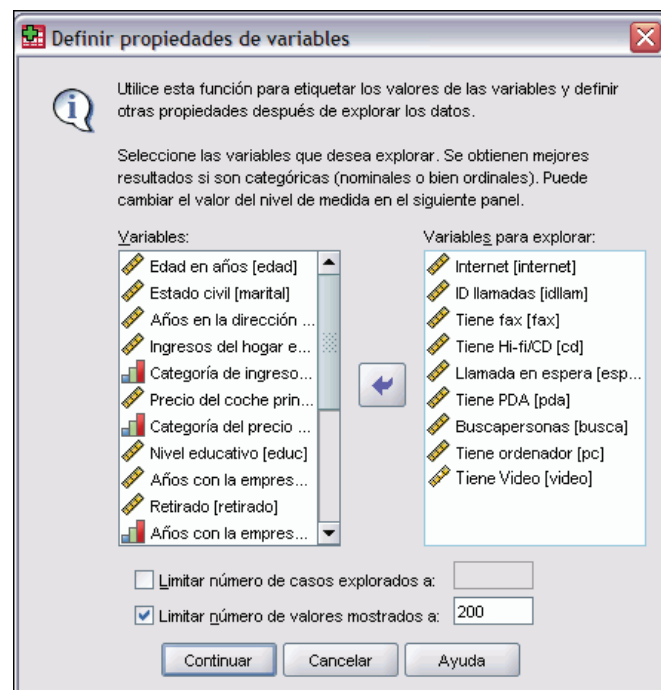 Definir propiedades de variables
Utilice esta función para etiquetar los valores de las variables y definir
otras propiedades después de explorar los datos.
Seleccione las variables que desea explorar. Se obtienen mejores
resultados si son categóricas (nominales o bien ordinales). Puede
cambiar el valor del nivel de medida en el siguiente panel.
Variables:
Edad en años [edad]
Estado civil [marital]
Años en la dirección ...
Ingresos del hogar e...
Categoría de ingreso...
Precio del coche prin...
Categoría del precio ...
Nivel educativo [educ]
Años con la empres...
Retirado [retirado]
Años con la empres...
Variables para explorar:
Internet [internet]
ID llamadas [idllam]
Tiene fax [fax]
Tiene Hi-fi/CD [cd]
Llamada en espera [esp...
Tiene PDA [pda]
Buscapersonas [busca]
Tiene ordenador [pc]
Tiene Video [video]
Limitar número de casos explorados a:
Limitar número de valores mostrados a: 200
Continuar Cancelar Ayuda